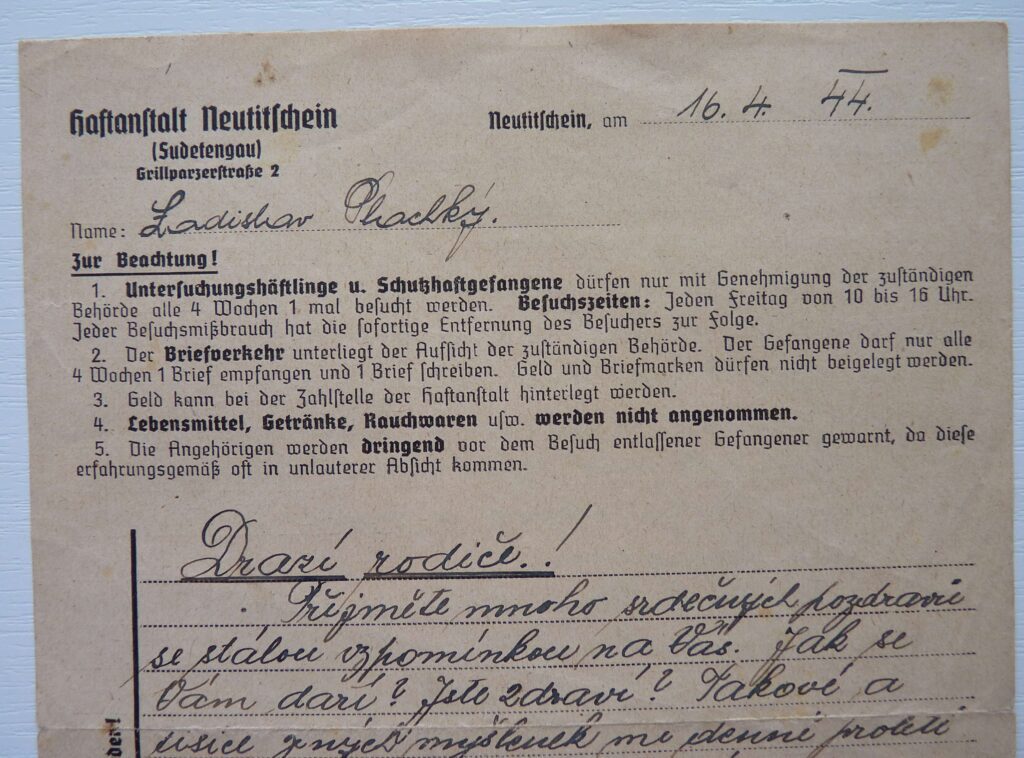 Haftanstalt Neutitschein
(Sudetengau)
Grillparzerstraße 2
Neutitschein, am 16. 4. 44.
Name: Ladislav Plachký.
Zur Beachtung!
1. Untersuchungshäftlinge u. Schutzhaftgefangene dürfen nur mit Genehmigung der zuständigen
Behörde alle 4 Wochen 1 mal besucht werden. Besuchszeiten: Jeden Freitag von 10 bis 16 Uhr.
Jeder Besuchsmißbrauch hat die sofortige Entfernung des Besuchers zur Folge.
2. Der Briefverkehr unterliegt der Aufsicht der zuständigen Behörde. Der Gefangene darf nur alle
4 Wochen 1 Brief empfangen und 1 Brief schreiben. Geld und Briefmarken dürfen nicht beigelegt werden.
3. Geld kann bei der Zahlstelle der Haftanstalt hinterlegt werden.
4. Lebensmittel, Getränke, Rauchwaren usw. werden nicht angenommen.
5. Die Angehörigen werden dringend vor dem Besuch entlassener Gefangener gewarnt, da diese
erfahrungsgemäß oft in unlauterer Absicht kommen.
Drazí rodiče.!
Přijměte mnoho srdečných pozdravů
se stálou vzpomínkou na Vás. Jak se
Vám daří? Jste zdraví? Takové a
tisíce jiných myšlenek mi denně proletí
den!